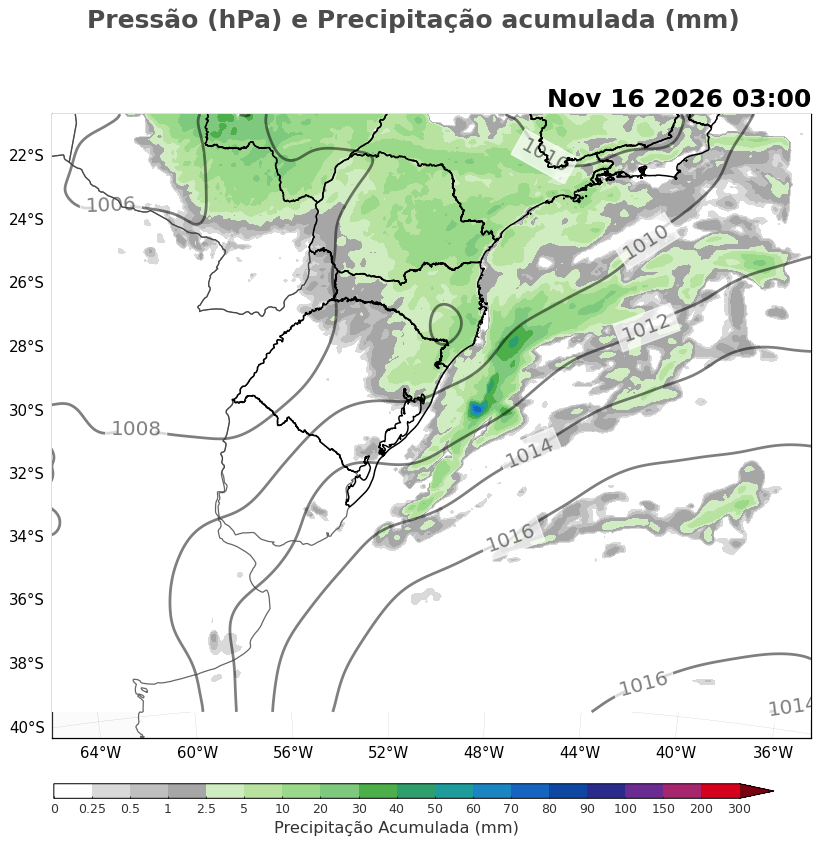 Pressão (hPa) e Precipitação acumulada (mm)
Nov 16 2026 03:00
22°S
24°S
26°S
28°S
30°S
32°S
34°S
36°S
38°S
40°S
1006
1010
1010
1012
1008
1014
1016
1016
1014
64°W 60°W 56°W 52°W 48°W 44°W 40°W 36°W
0 0.25 0.5 1 2.5 5 10 20 30 40 50 60 70 80 90 100 150 200 300
Precipitação Acumulada (mm)